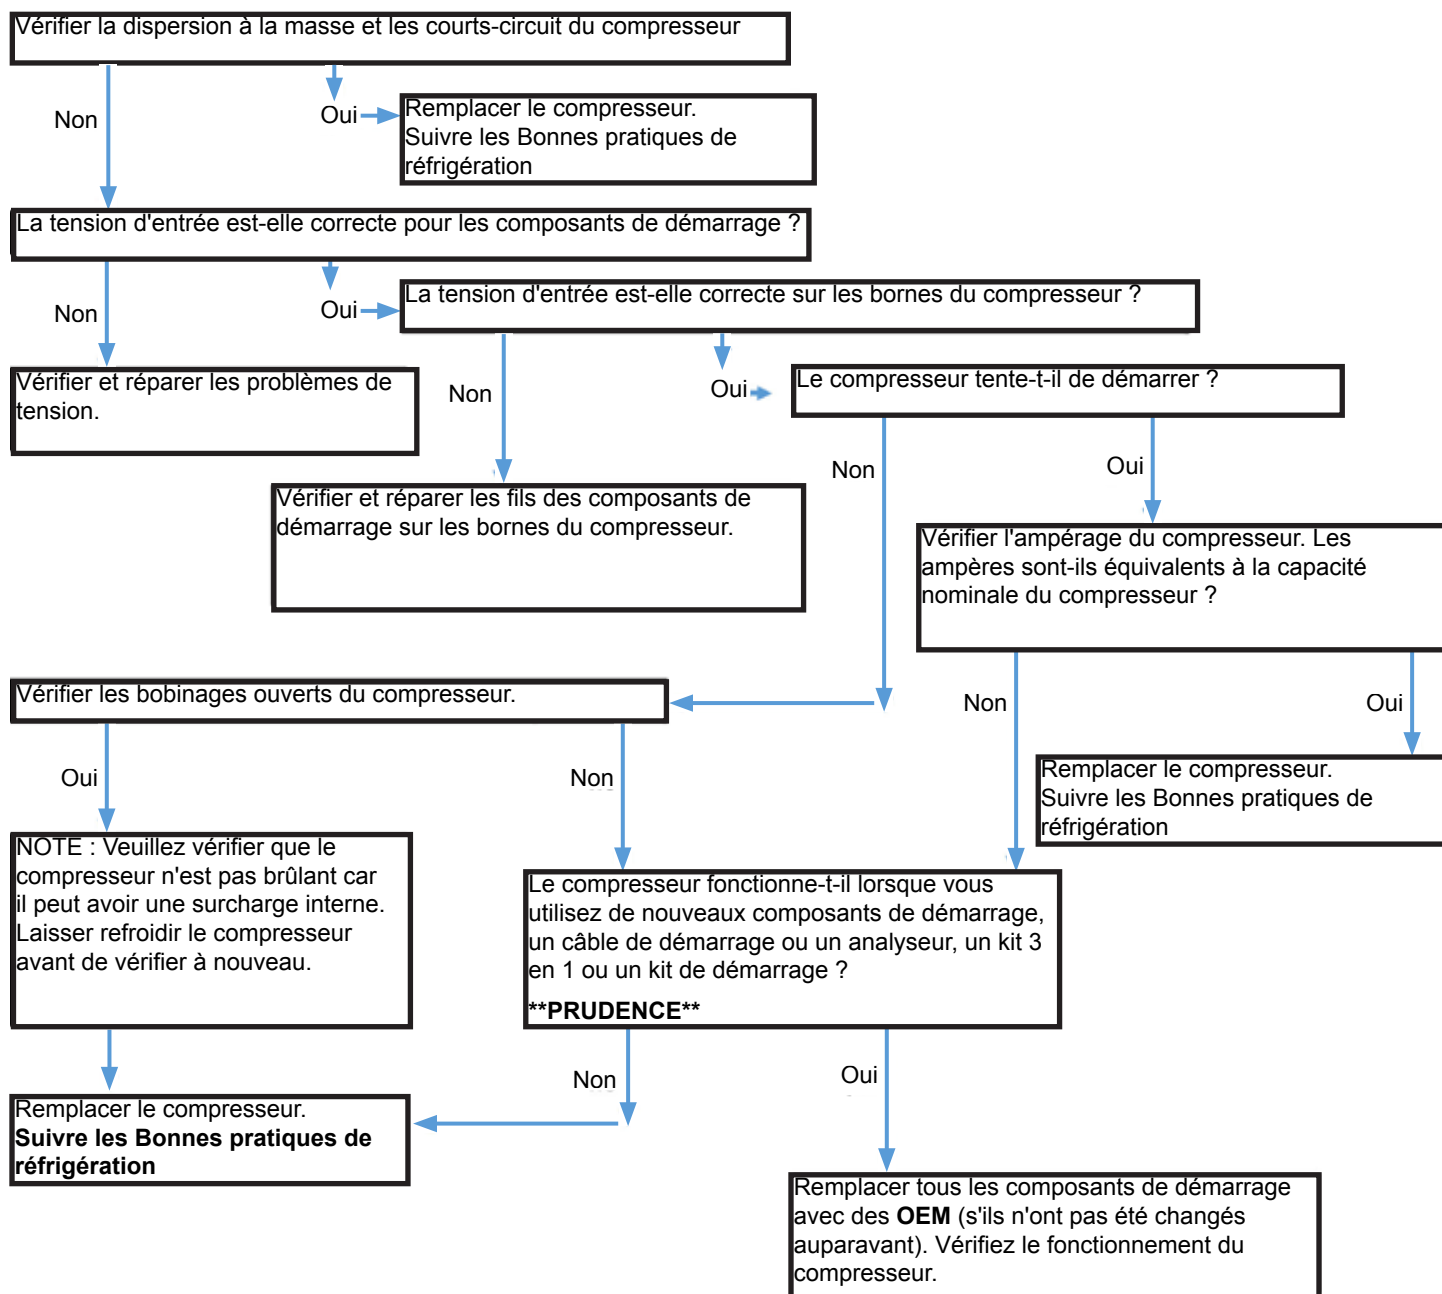 Vérifier la dispersion à la masse et les courts-circuit du compresseur
Non
Oui
Remplacer le compresseur.
Suivre les Bonnes pratiques de
réfrigération
La tension d'entrée est-elle correcte pour les composants de démarrage ?
Non
Oui
La tension d'entrée est-elle correcte sur les bornes du compresseur ?
Vérifier et réparer les problèmes de
tension.
Non
Oui
Le compresseur tente-t-il de démarrer ?
Vérifier et réparer les fils des composants de
démarrage sur les bornes du compresseur.
Non
Oui
Vérifier l'ampérage du compresseur. Les
ampères sont-ils équivalents à la capacité
nominale du compresseur ?
Vérifier les bobinages ouverts du compresseur.
Non
Oui
Remplacer le compresseur.
Suivre les Bonnes pratiques de
réfrigération
Oui
Non
NOTE : Veuillez vérifier que le
compresseur n'est pas brûlant car
il peut avoir une surcharge interne.
Laisser refroidir le compresseur
avant de vérifier à nouveau.
Le compresseur fonctionne-t-il lorsque vous
utilisez de nouveaux composants de démarrage,
un câble de démarrage ou un analyseur, un kit 3
en 1 ou un kit de démarrage ?
**PRUDENCE**
Non
Oui
Remplacer le compresseur.
Suivre les Bonnes pratiques de
réfrigération
Remplacer tous les composants de démarrage
avec des OEM (s'ils n'ont pas été changés
auparavant). Vérifiez le fonctionnement du
compresseur.